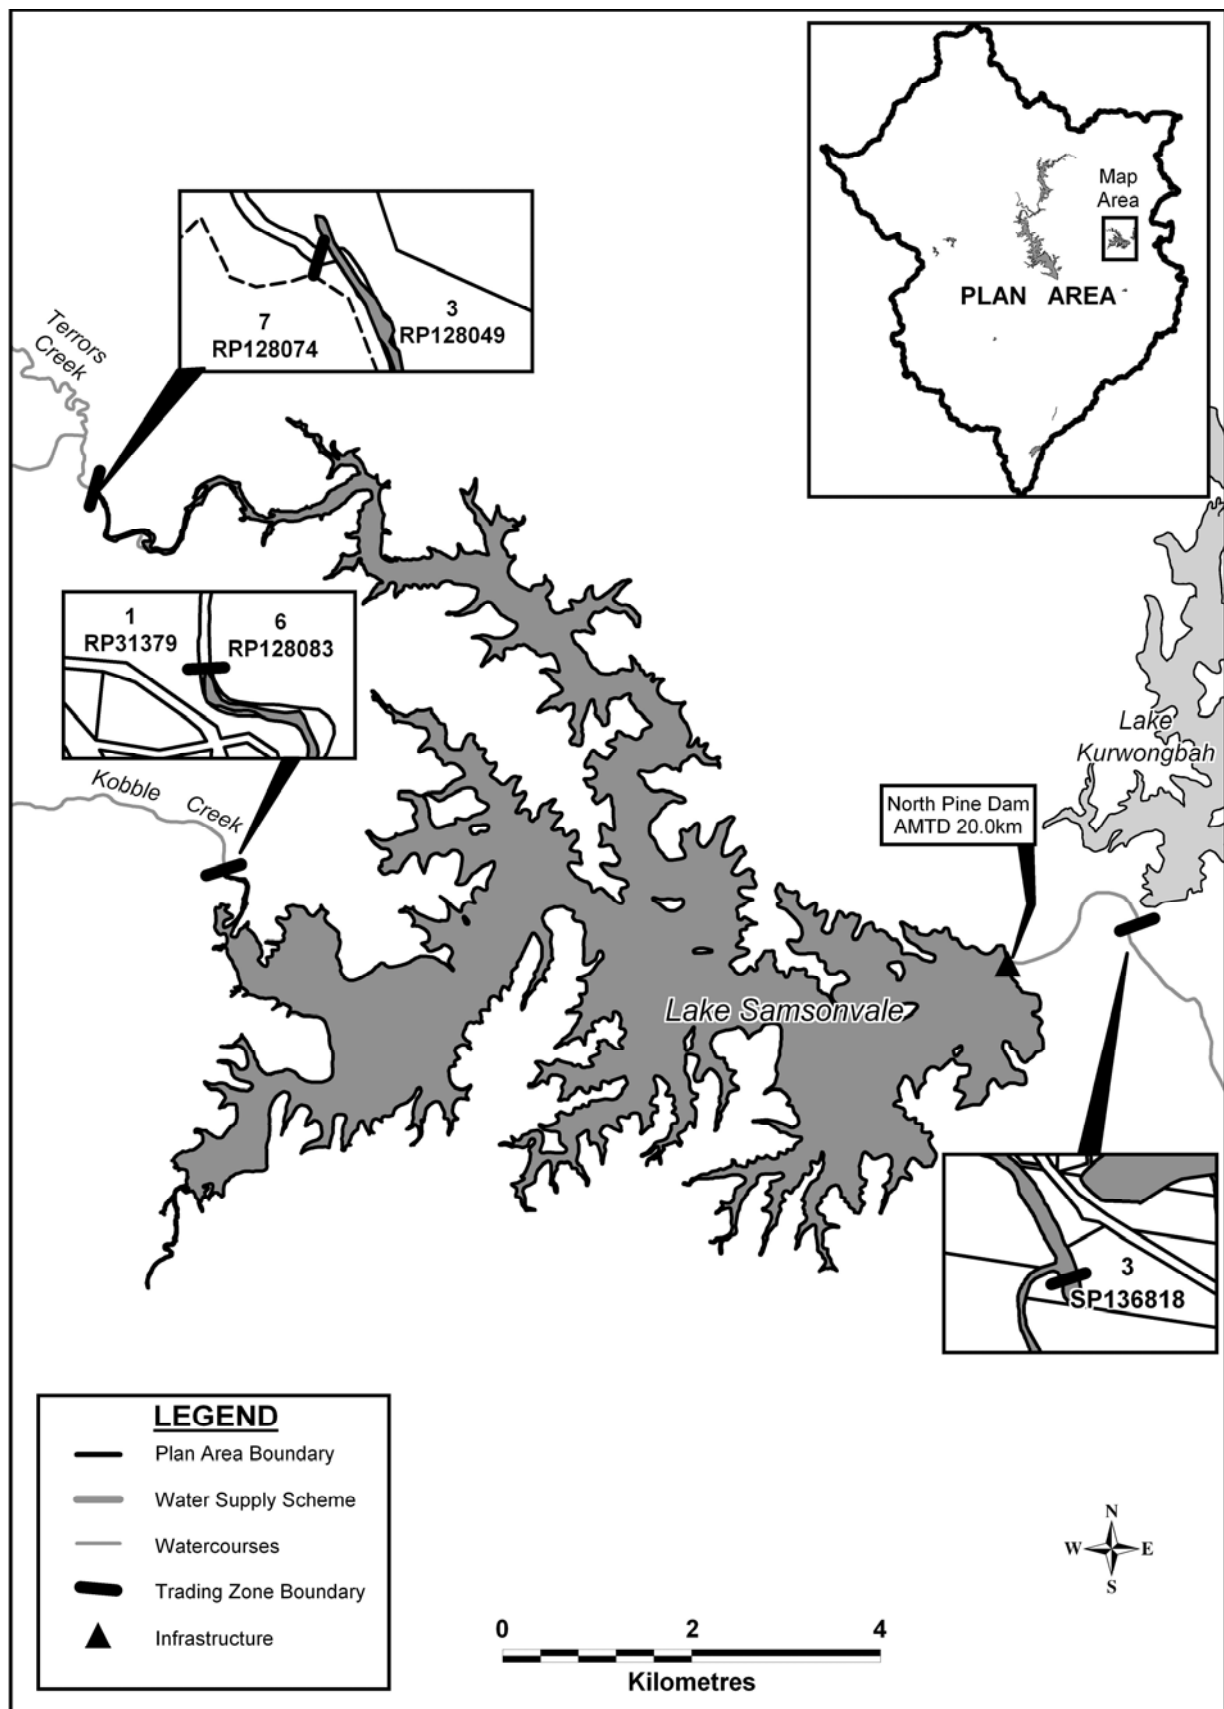 Map
Area
PLAN AREA
7
RP128074
3
RP128049
Terrors
Creek
1
RP31379
6
RP128083
Kobble Creek
Lake
Kurwongbah
North Pine Dam
AMTD 20.0km
Lake Samsonvale
3
SP136818
LEGEND
Plan Area Boundary
Water Supply Scheme
Watercourses
Trading Zone Boundary
Infrastructure
N
W E
S
0 2 4
Kilometres